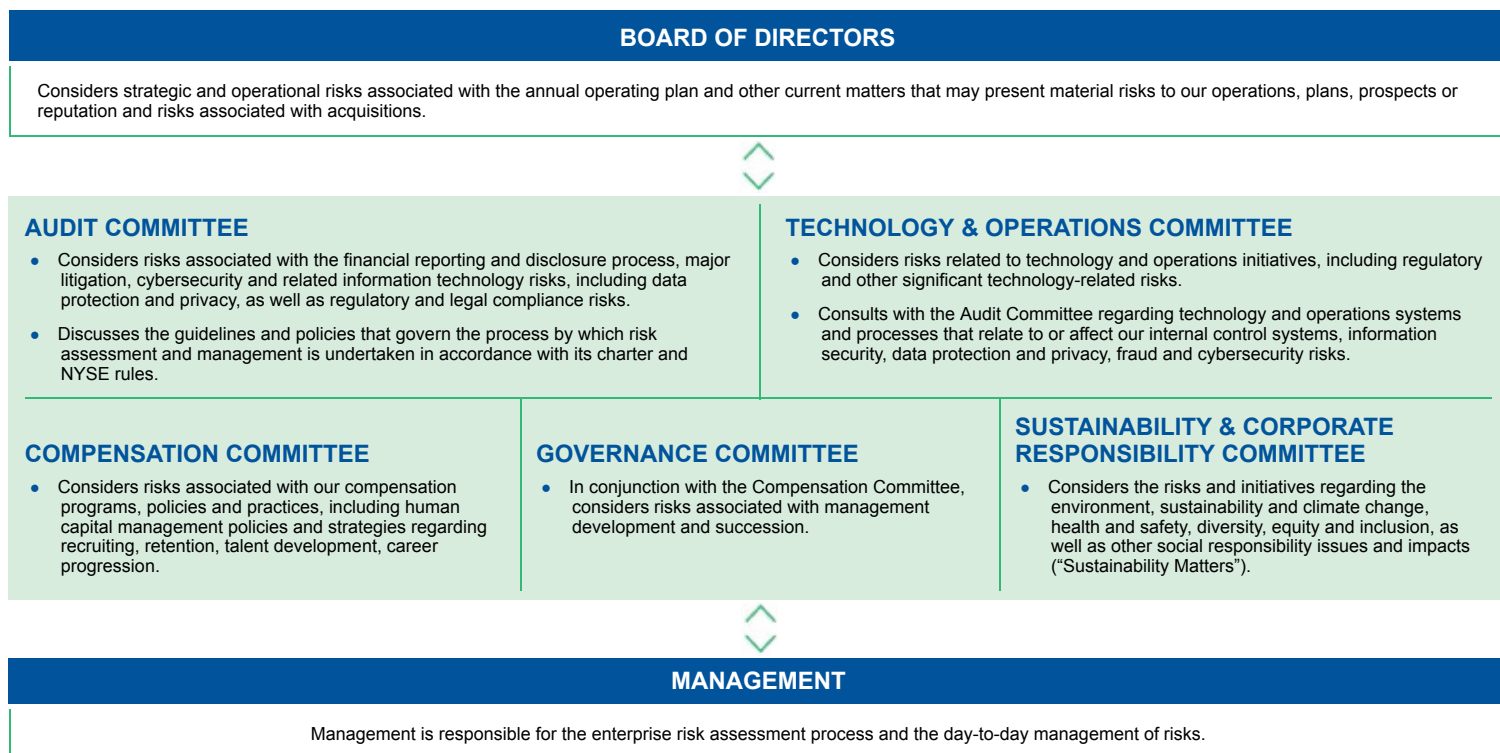 BOARD OF DIRECTORS
Considers strategic and operational risks associated with the annual operating plan and other current matters that may present material risks to our operations, plans, prospects or
reputation and risks associated with acquisitions.
AUDIT COMMITTEE
● Considers risks associated with the financial reporting and disclosure process, major
litigation, cybersecurity and related information technology risks, including data
protection and privacy, as well as regulatory and legal compliance risks.
● Discusses the guidelines and policies that govern the process by which risk
assessment and management is undertaken in accordance with its charter and
NYSE rules.
TECHNOLOGY & OPERATIONS COMMITTEE
● Considers risks related to technology and operations initiatives, including regulatory
and other significant technology-related risks.
● Consults with the Audit Committee regarding technology and operations systems
and processes that relate to or affect our internal control systems, information
security, data protection and privacy, fraud and cybersecurity risks.
COMPENSATION COMMITTEE
● Considers risks associated with our compensation
programs, policies and practices, including human
capital management policies and strategies regarding
recruiting, retention, talent development, career
progression.
GOVERNANCE COMMITTEE
● In conjunction with the Compensation Committee,
considers risks associated with management
development and succession.
SUSTAINABILITY & CORPORATE
RESPONSIBILITY COMMITTEE
● Considers the risks and initiatives regarding the
environment, sustainability and climate change,
health and safety, diversity, equity and inclusion, as
well as other social responsibility issues and impacts
(“Sustainability Matters”).
MANAGEMENT
Management is responsible for the enterprise risk assessment process and the day-to-day management of risks.